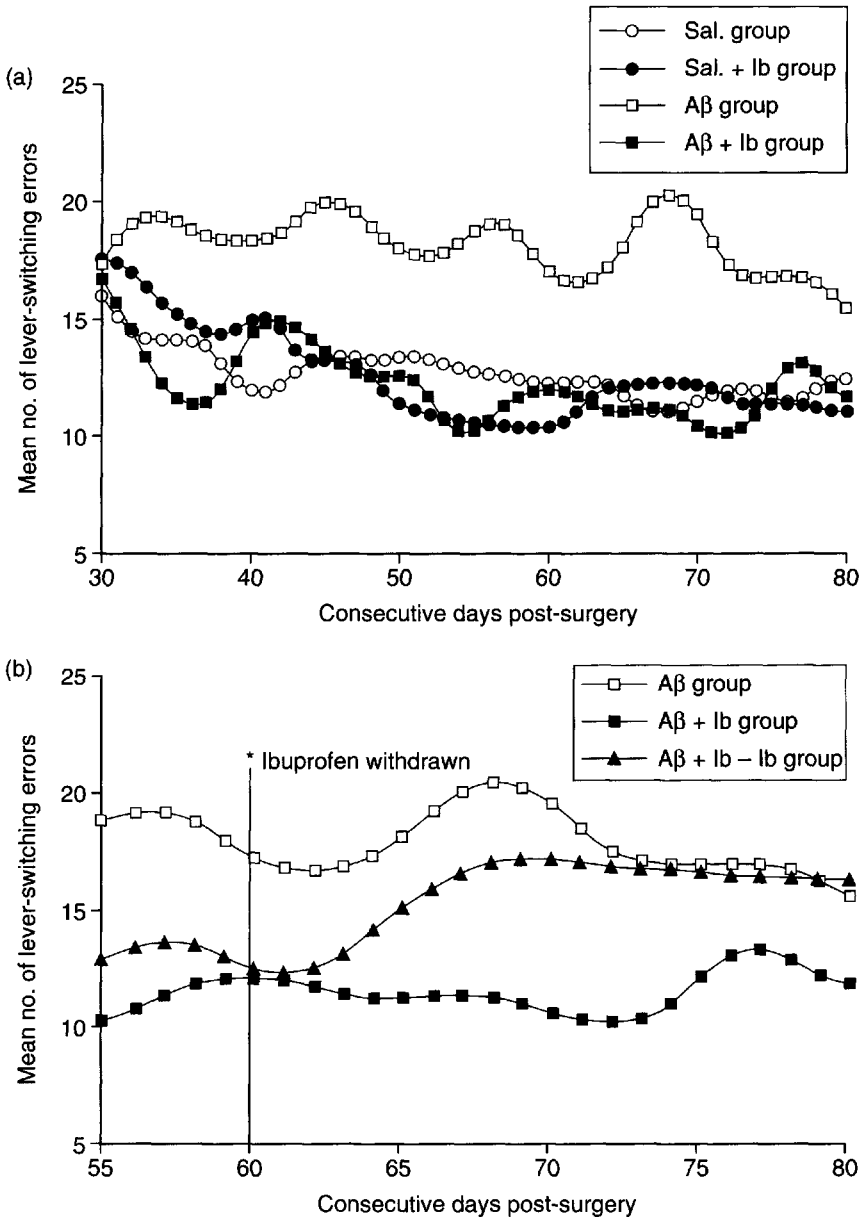 (a)
Sal. group
Sal. + Ib group
Aβ group
Aβ + Ib group
Mean no. of lever-switching errors
25
20
15
10
5
30 40 50 60 70 80
Consecutive days post-surgery
(b)
Aβ group
Aβ + Ib group
Aβ + Ib – Ib group
* Ibuprofen withdrawn
Mean no. of lever-switching errors
25
20
15
10
5
55 60 65 70 75 80
Consecutive days post-surgery